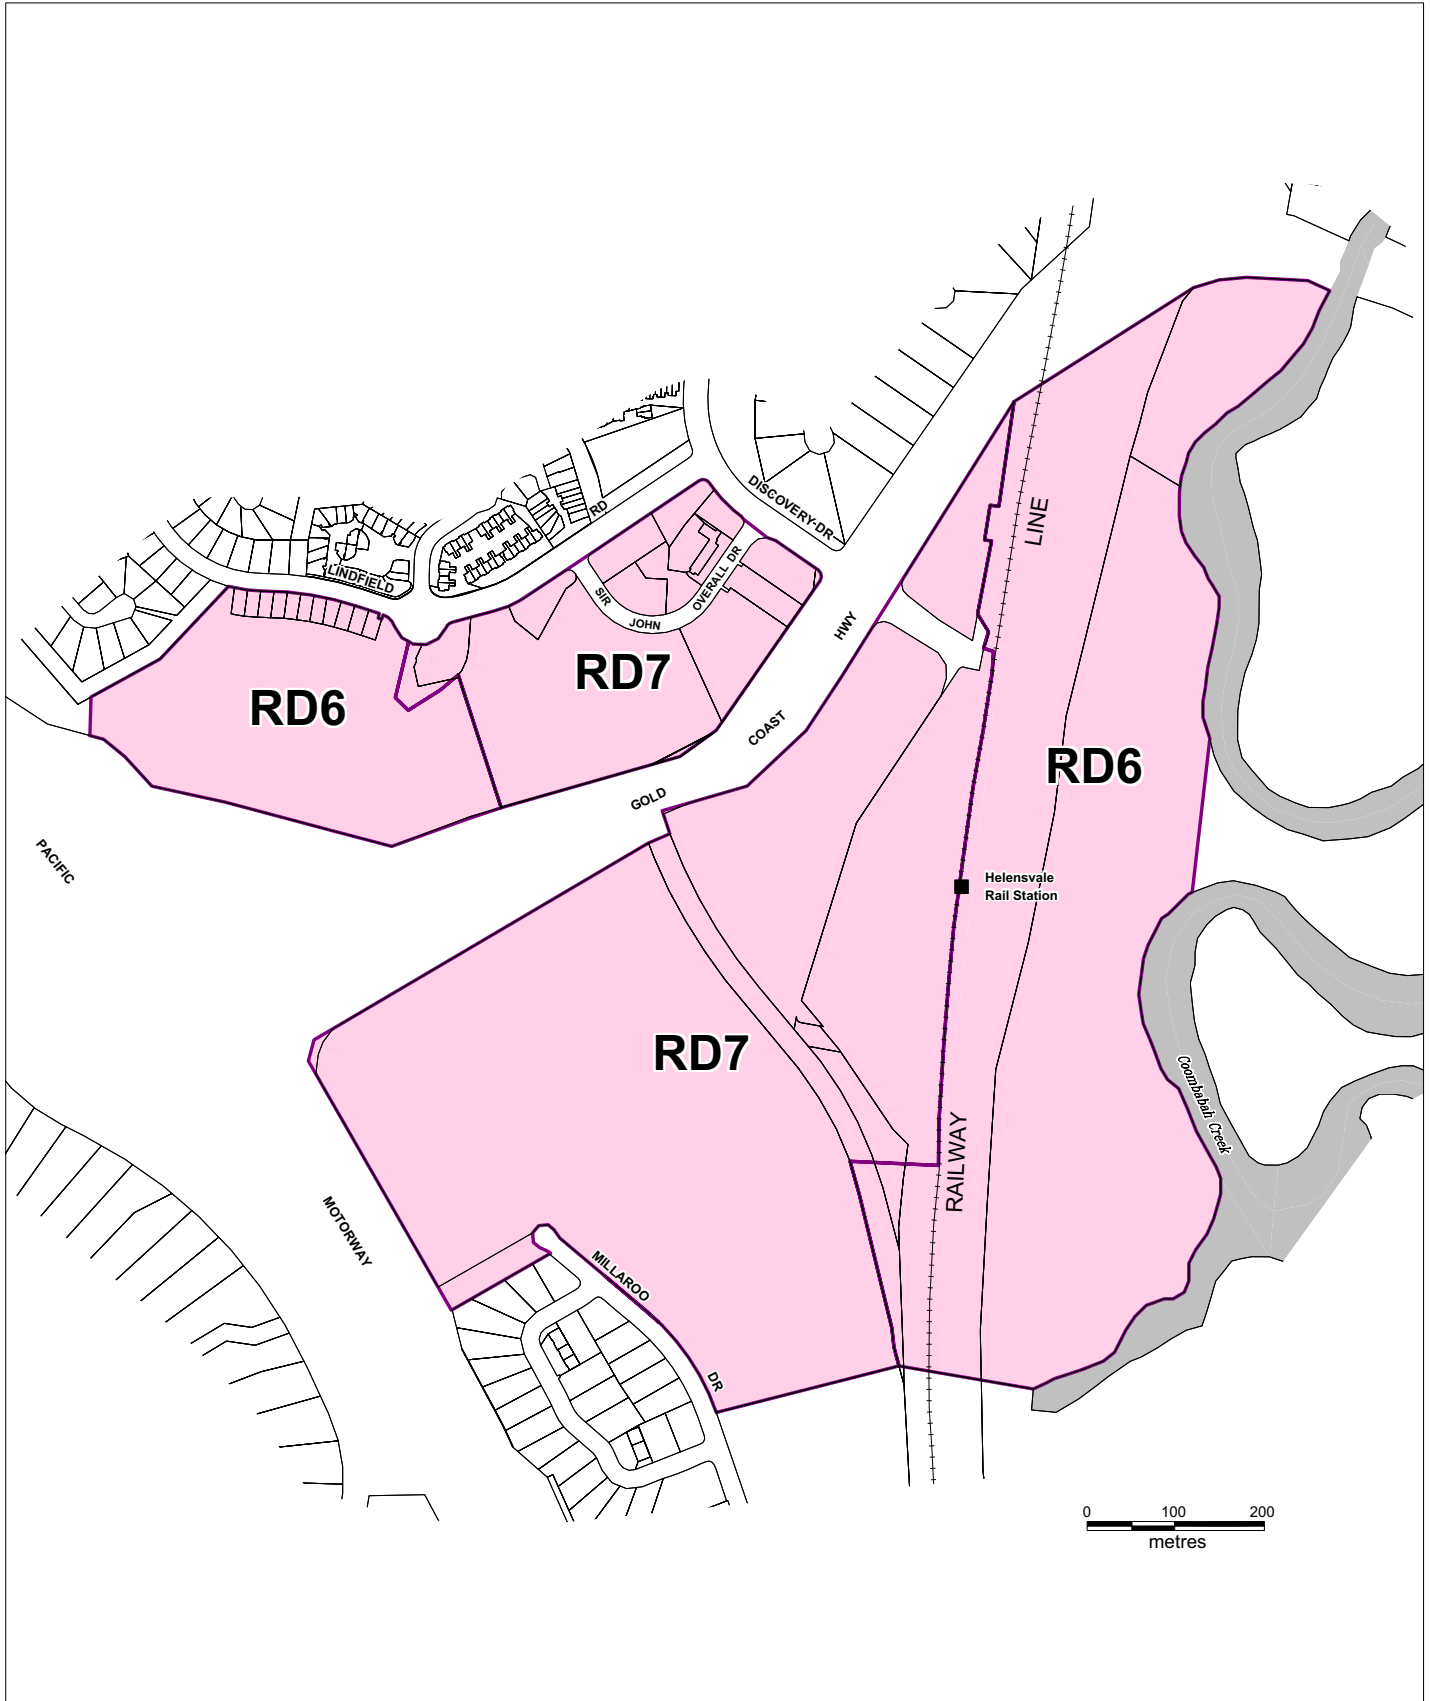 LINE
RD
DISCOVERY DR
LINDFIELD
SIR
JOHN
OVERALL DR
HWY
RD7
RD6
COAST
RD6
GOLD
PACIFIC
Helensvale
Rail Station
RD7
Coombabah Creek
RAILWAY
MOTORWAY
MILLAROO
DR
0 100 200
metres